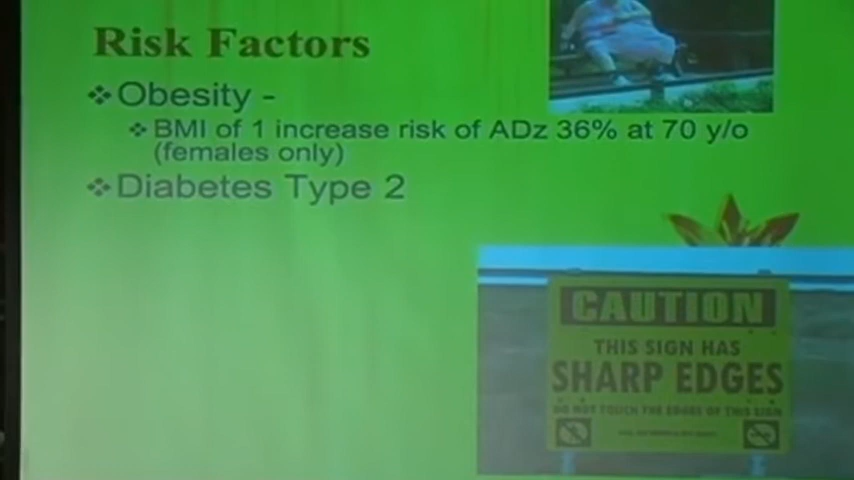 Risk Factors
❖Obesity -
❖BMI of 1 increase risk of ADz 36% at 70 y/o
(females only)
❖Diabetes Type 2
CAUTION
THIS SIGN HAS
SHARP EDGES
DO NOT TOUCH THE EDGES OF THIS SIGN